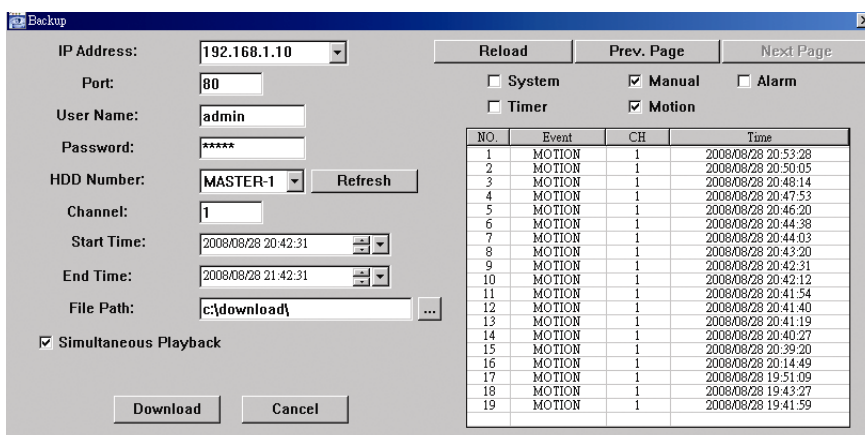 Backup
IP Address: 192.168.1.10
Port: 80
User Name: admin
Password: *****
HDD Number: MASTER-1 Refresh
Channel: 1
Start Time: 2008/08/28 20:42:31
End Time: 2008/08/28 21:42:31
File Path: c:\download\ ...
Simultaneous Playback
Download Cancel
Reload Prev. Page Next Page
System Manual Alarm
Timer Motion
NO. Event CH Time
1 MOTION 1 2008/08/28 20:53:28
2 MOTION 1 2008/08/28 20:50:05
3 MOTION 1 2008/08/28 20:48:14
4 MOTION 1 2008/08/28 20:47:53
5 MOTION 1 2008/08/28 20:46:20
6 MOTION 1 2008/08/28 20:44:38
7 MOTION 1 2008/08/28 20:44:03
8 MOTION 1 2008/08/28 20:43:20
9 MOTION 1 2008/08/28 20:42:31
10 MOTION 1 2008/08/28 20:42:12
11 MOTION 1 2008/08/28 20:41:54
12 MOTION 1 2008/08/28 20:41:40
13 MOTION 1 2008/08/28 20:41:19
14 MOTION 1 2008/08/28 20:40:27
15 MOTION 1 2008/08/28 20:39:20
16 MOTION 1 2008/08/28 20:14:49
17 MOTION 1 2008/08/28 19:51:09
18 MOTION 1 2008/08/28 19:43:27
19 MOTION 1 2008/08/28 19:41:59